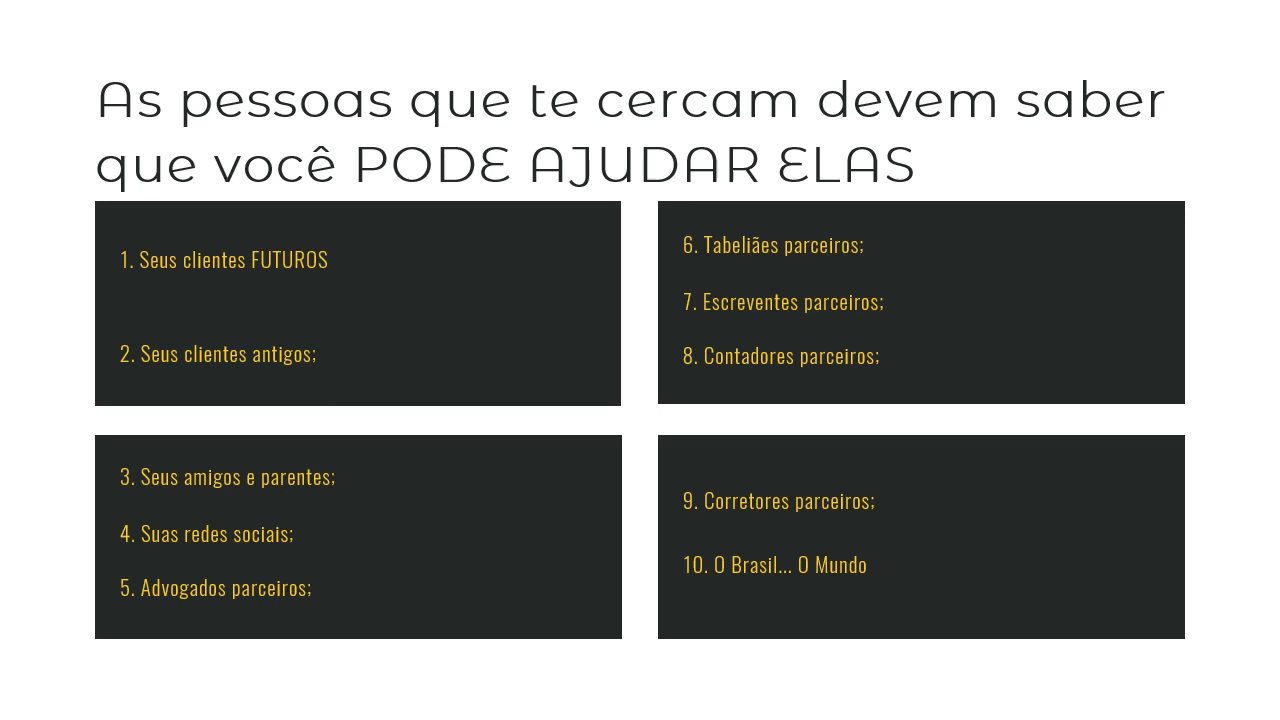 As pessoas que te cercam devem saber
que você PODE AJUDAR ELAS
1. Seus clientes FUTUROS
2. Seus clientes antigos;
3. Seus amigos e parentes;
4. Suas redes sociais;
5. Advogados parceiros;
6. Tabeliães parceiros;
7. Escreventes parceiros;
8. Contadores parceiros;
9. Corretores parceiros;
10. O Brasil... O Mundo